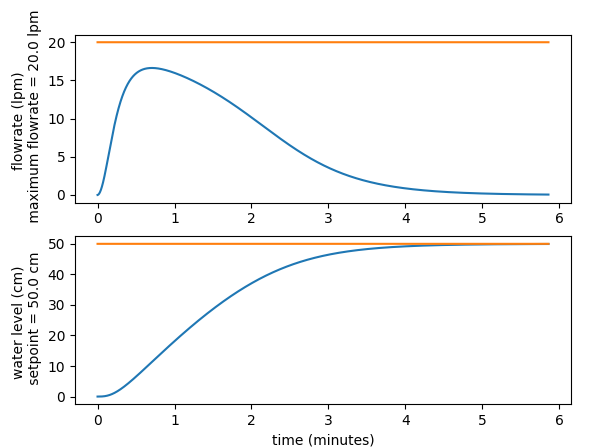 flowrate (lpm)
maximum flowrate = 20.0 lpm
20
15
10
5
0
0 1 2 3 4 5 6
water level (cm)
setpoint = 50.0 cm
50
40
30
20
10
0
0 1 2 3 4 5 6
time (minutes)